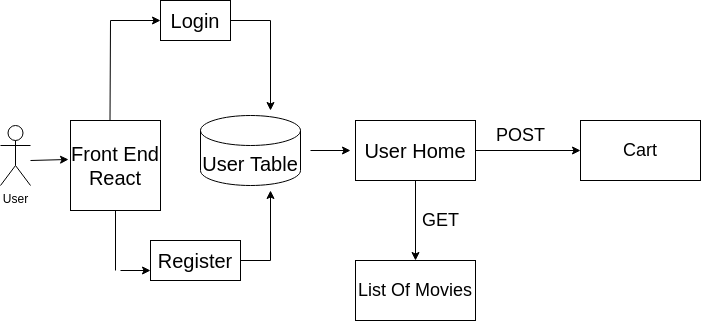 Login
Front End
React
User
User Table
User Home
POST
Cart
GET
Register
List Of Movies